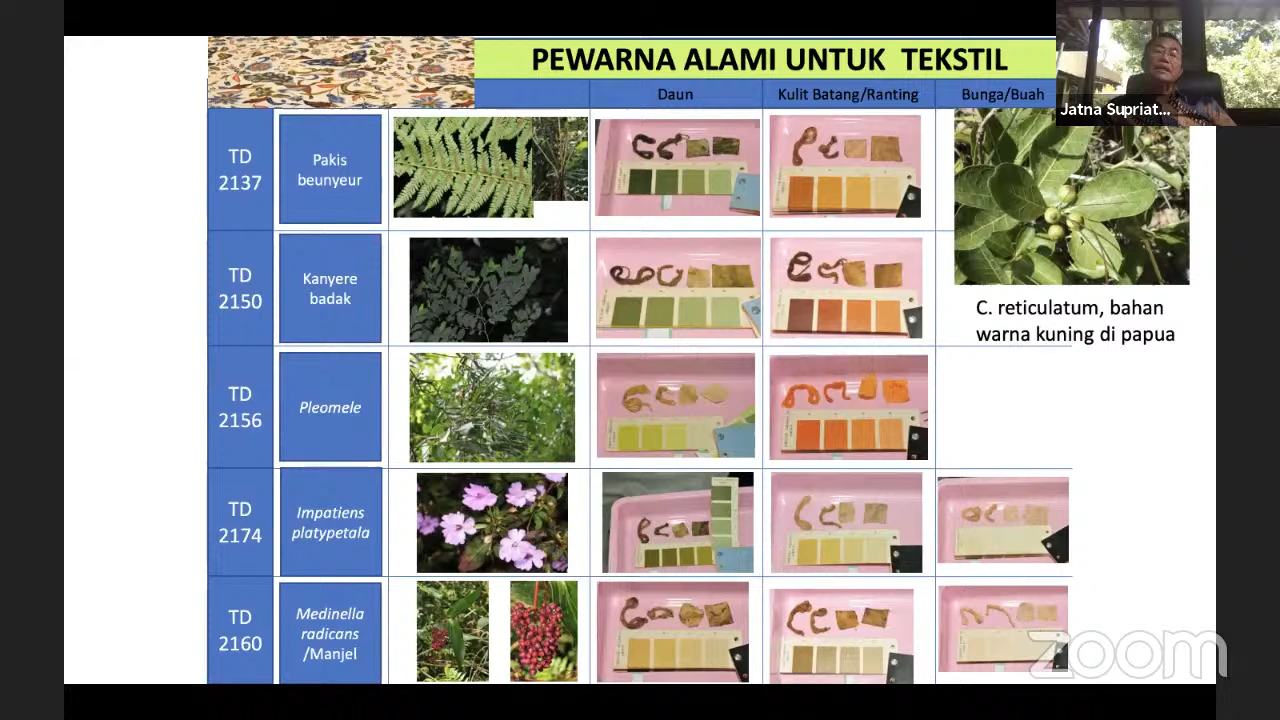 PEWARNA ALAMI UNTUK TEKSTIL
Daun
Kulit Batang/Ranting
Bunga/Buah
Jatna Supriat...
TD
2137
Pakis
beunyeur
C. reticulatum, bahan
warna kuning di papua
TD
2150
Kanyere
badak
TD
2156
Pleomele
TD
2174
Impatiens
platypetala
TD
2160
Medinella
radicans
/Manjel
zoom